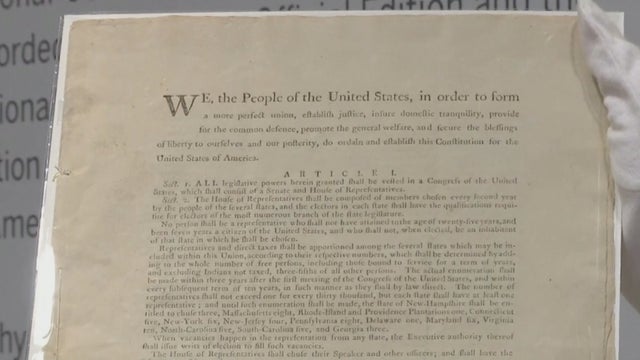 Official Edition and the
orded
iona
tion
Ame
hy
WE, the People of the United States, in order to form
a more perfect union, eſtabliſh juſtice, inſure domeſtic tranquility, provide
for the common defence, promote the general welfare, and ſecure the bleſſings
of liberty to ourſelves and our poſterity, do ordain and eſtabliſh this Conſtitution for the
United States of America.
ARTICLE I.
Sect. 1. ALL legiſlative powers herein granted ſhall be veſted in a Congreſs of the United
States, which ſhall conſiſt of a Senate and Houſe of Repreſentatives.
Sect. 2. The Houſe of Repreſentatives ſhall be compoſed of members choſen every ſecond year
by the people of the ſeveral ſtates, and the electors in each ſtate ſhall have the qualifications requiſite
for electors of the moſt numerous branch of the ſtate legiſlature.
No perſon ſhall be a repreſentative who ſhall not have attained to the age of twenty-five years, and
been ſeven years a citizen of the United States, and who ſhall not, when elected, be an inhabitant
of that ſtate in which he ſhall be choſen.
Repreſentatives and direct taxes ſhall be apportioned among the ſeveral ſtates which may be in-
cluded within this Union, according to their reſpective numbers, which ſhall be determined by add-
ing to the whole number of free perſons, including thoſe bound to ſervice for a term of years,
and excluding Indians not taxed, three-fifths of all other perſons. The actual enumeration ſhall
be made within three years after the firſt meeting of the Congreſs of the United States, and within
every ſubſequent term of ten years, in ſuch manner as they ſhall by law direct. The number of
repreſentatives ſhall not exceed one for every thirty thouſand, but each ſtate ſhall have at leaſt one
repreſentative; and until ſuch enumeration ſhall be made, the ſtate of New-Hampſhire ſhall be en-
titled to chuſe three, Maſſachuſetts eight, Rhode-Iſland and Providence Plantations one, Connecticut
five, New-York ſix, New-Jerſey four, Pennſylvania eight, Delaware one, Maryland ſix, Virginia
ten, North-Carolina five, South-Carolina five, and Georgia three.
When vacancies happen in the repreſentation from any ſtate, the Executive authority thereof
ſhall iſſue writs of election to fill ſuch vacancies.
The Houſe of Repreſentatives ſhall chuſe their Speaker and other officers; and ſhall have the